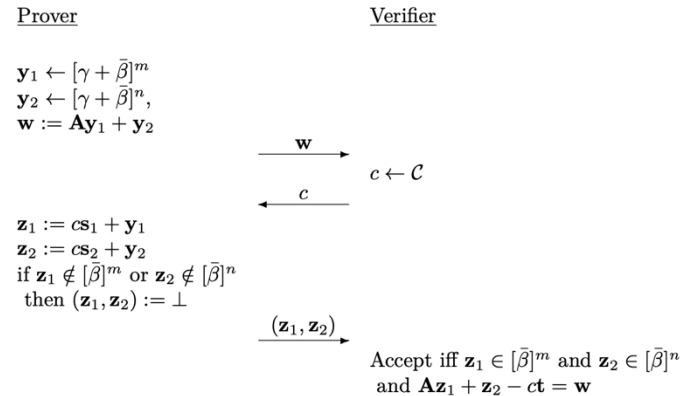 Prover Verifier
y₁ ← [γ + β̄]ᵐ
y₂ ← [γ + β̄]ⁿ,
w := Ay₁ + y₂
w
c ← 𝒞
c
z₁ := cs₁ + y₁
z₂ := cs₂ + y₂
if z₁ ∉ [β̄]ᵐ or z₂ ∉ [β̄]ⁿ
then (z₁, z₂) := ⊥
(z₁, z₂)
Accept iff z₁ ∈ [β̄]ᵐ and z₂ ∈ [β̄]ⁿ
and Az₁ + z₂ − ct = w